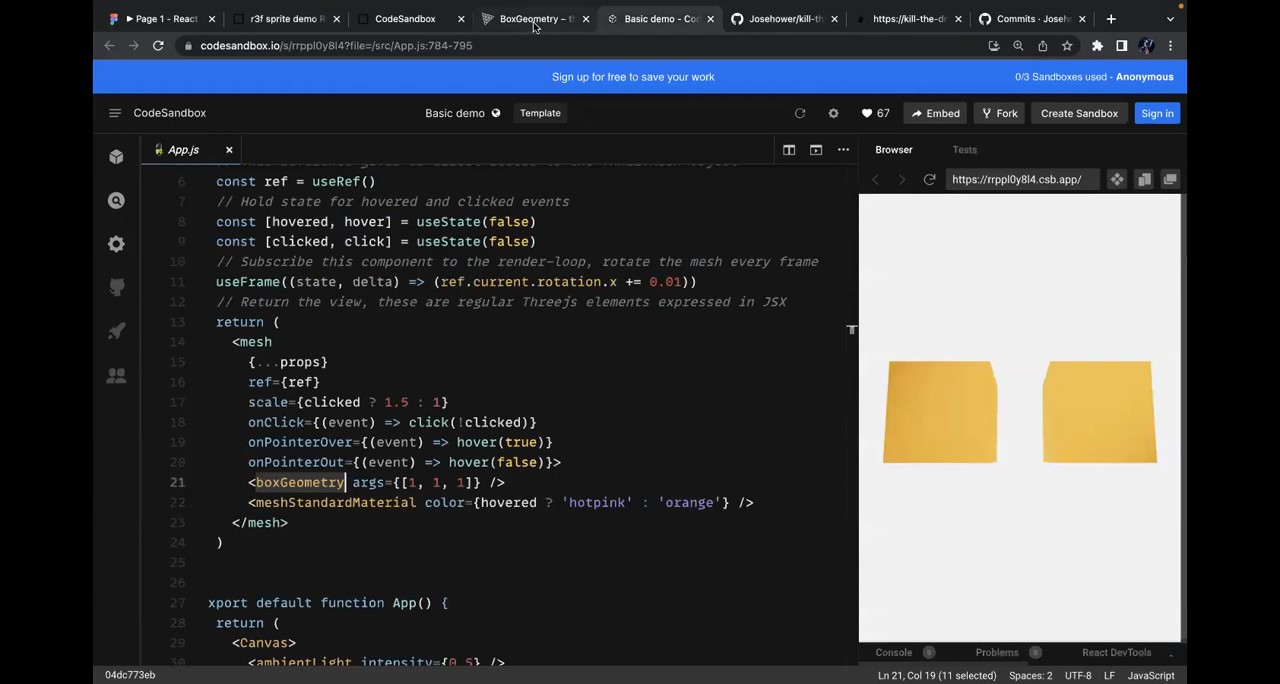 Page 1 - React
r3f sprite demo R
CodeSandbox
BoxGeometry – t
Basic demo - Co
Josehower/kill-th
https://kill-the-dr
Commits · Joseh
codesandbox.io/s/rrppl0y8l4?file=/src/App.js:784-795
Sign up for free to save your work
0/3 Sandboxes used - Anonymous
CodeSandbox
Basic demo
Template
67
Embed
Fork
Create Sandbox
Sign in
App.js
Browser
Tests
https://rrppl0y8l4.csb.app/
6 const ref = useRef()
7 // Hold state for hovered and clicked events
8 const [hovered, hover] = useState(false)
9 const [clicked, click] = useState(false)
10 // Subscribe this component to the render-loop, rotate the mesh every frame
11 useFrame((state, delta) => (ref.current.rotation.x += 0.01))
12 // Return the view, these are regular Threejs elements expressed in JSX
13 return (
14 <mesh
15 {...props}
16 ref={ref}
17 scale={clicked ? 1.5 : 1}
18 onClick={(event) => click(!clicked)}
19 onPointerOver={(event) => hover(true)}
20 onPointerOut={(event) => hover(false)}>
21 <boxGeometry args={[1, 1, 1]} />
22 <meshStandardMaterial color={hovered ? 'hotpink' : 'orange'} />
23 </mesh>
24 )
25
26
27 xport default function App() {
28 return (
29 <Canvas>
30 <ambientLight intensity={0.5} />
Console 6
Problems 0
React DevTools
04dc773eb
Ln 21, Col 19 (11 selected)
Spaces: 2
UTF-8
LF
JavaScript